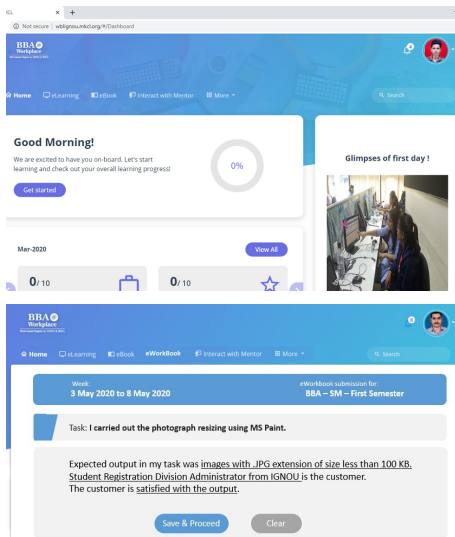 KCL
Not secure | wblignou.mkcl.org/#/Dashboard
BBA
Workplace
Home eLearning eBook Interact with Mentor More
Search
Good Morning!
We are excited to have you on-board. Let's start
learning and check out your overall learning progress!
0%
Get started
Glimpses of first day !
Mar-2020
View All
0/ 10
0/ 10
BBA
Workplace
Home eLearning eBook eWorkBook Interact with Mentor More
Search
Week:
3 May 2020 to 8 May 2020
eWorkbook submission for:
BBA – SM – First Semester
Task: I carried out the photograph resizing using MS Paint.
Expected output in my task was images with .JPG extension of size less than 100 KB.
Student Registration Division Administrator from IGNOU is the customer.
The customer is satisfied with the output.
Save & Proceed
Clear